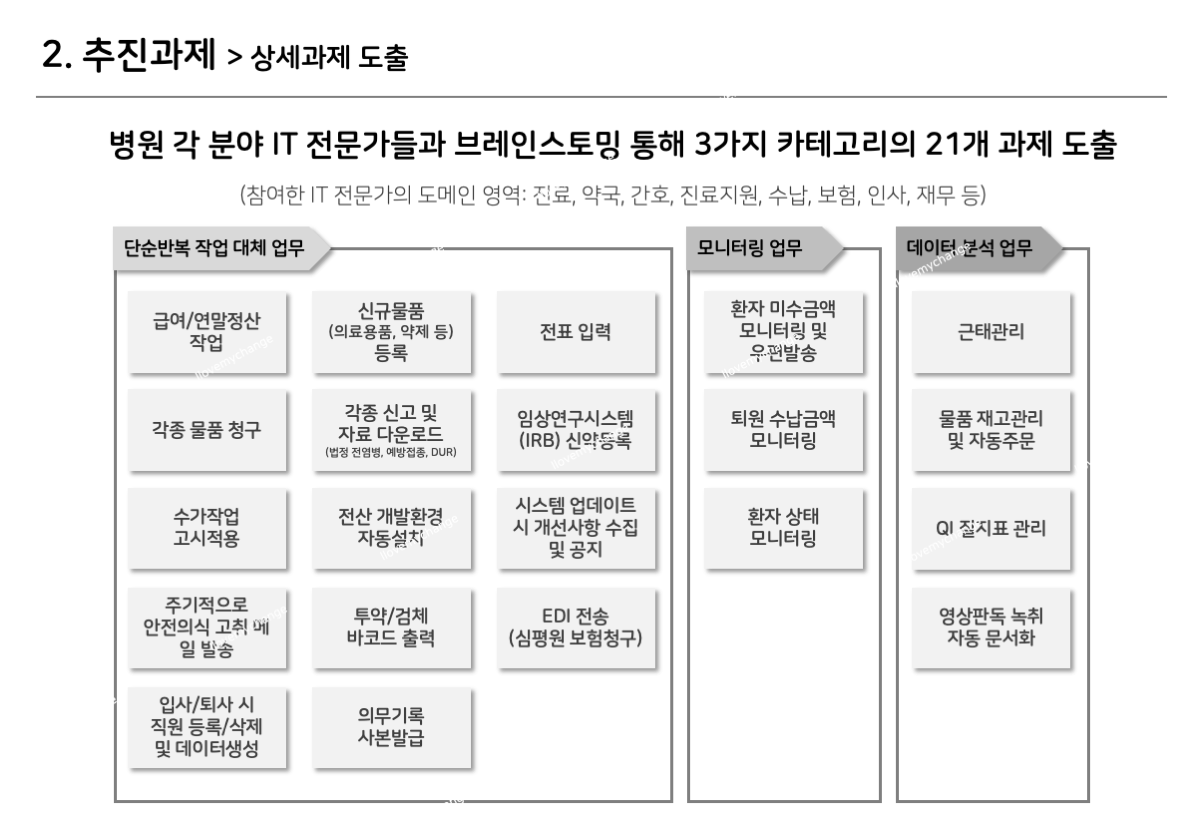 2. 추진과제 > 상세과제 도출
병원 각 분야 IT 전문가들과 브레인스토밍 통해 3가지 카테고리의 21개 과제 도출
(참여한 IT 전문가의 도메인 영역: 진료, 약국, 간호, 진료지원, 수납, 보험, 인사, 재무 등)
단순반복 작업 대체 업무
급여/연말정산
작업
신규물품
(의료용품, 약제 등)
등록
전표 입력
각종 물품 청구
각종 신고 및
자료 다운로드
(법정 전염병, 예방접종, DUR)
임상연구시스템
(IRB) 신약등록
수가작업
고시적용
전산 개발환경
자동설치
시스템 업데이트
시 개선사항 수집
및 공지
주기적으로
안전의식 고취 메
일 발송
투약/검체
바코드 출력
EDI 전송
(심평원 보험청구)
입사/퇴사 시
직원 등록/삭제
및 데이터생성
의무기록
사본발급
모니터링 업무
환자 미수금액
모니터링 및
우편발송
퇴원 수납금액
모니터링
환자 상태
모니터링
데이터 분석 업무
근태관리
물품 재고관리
및 자동주문
QI 질지표 관리
영상판독 녹취
자동 문서화
ilovemychange
ilovemychange
ilovemychange
ilovemychange
ilovemychange
ilovemychange
ilovemychange